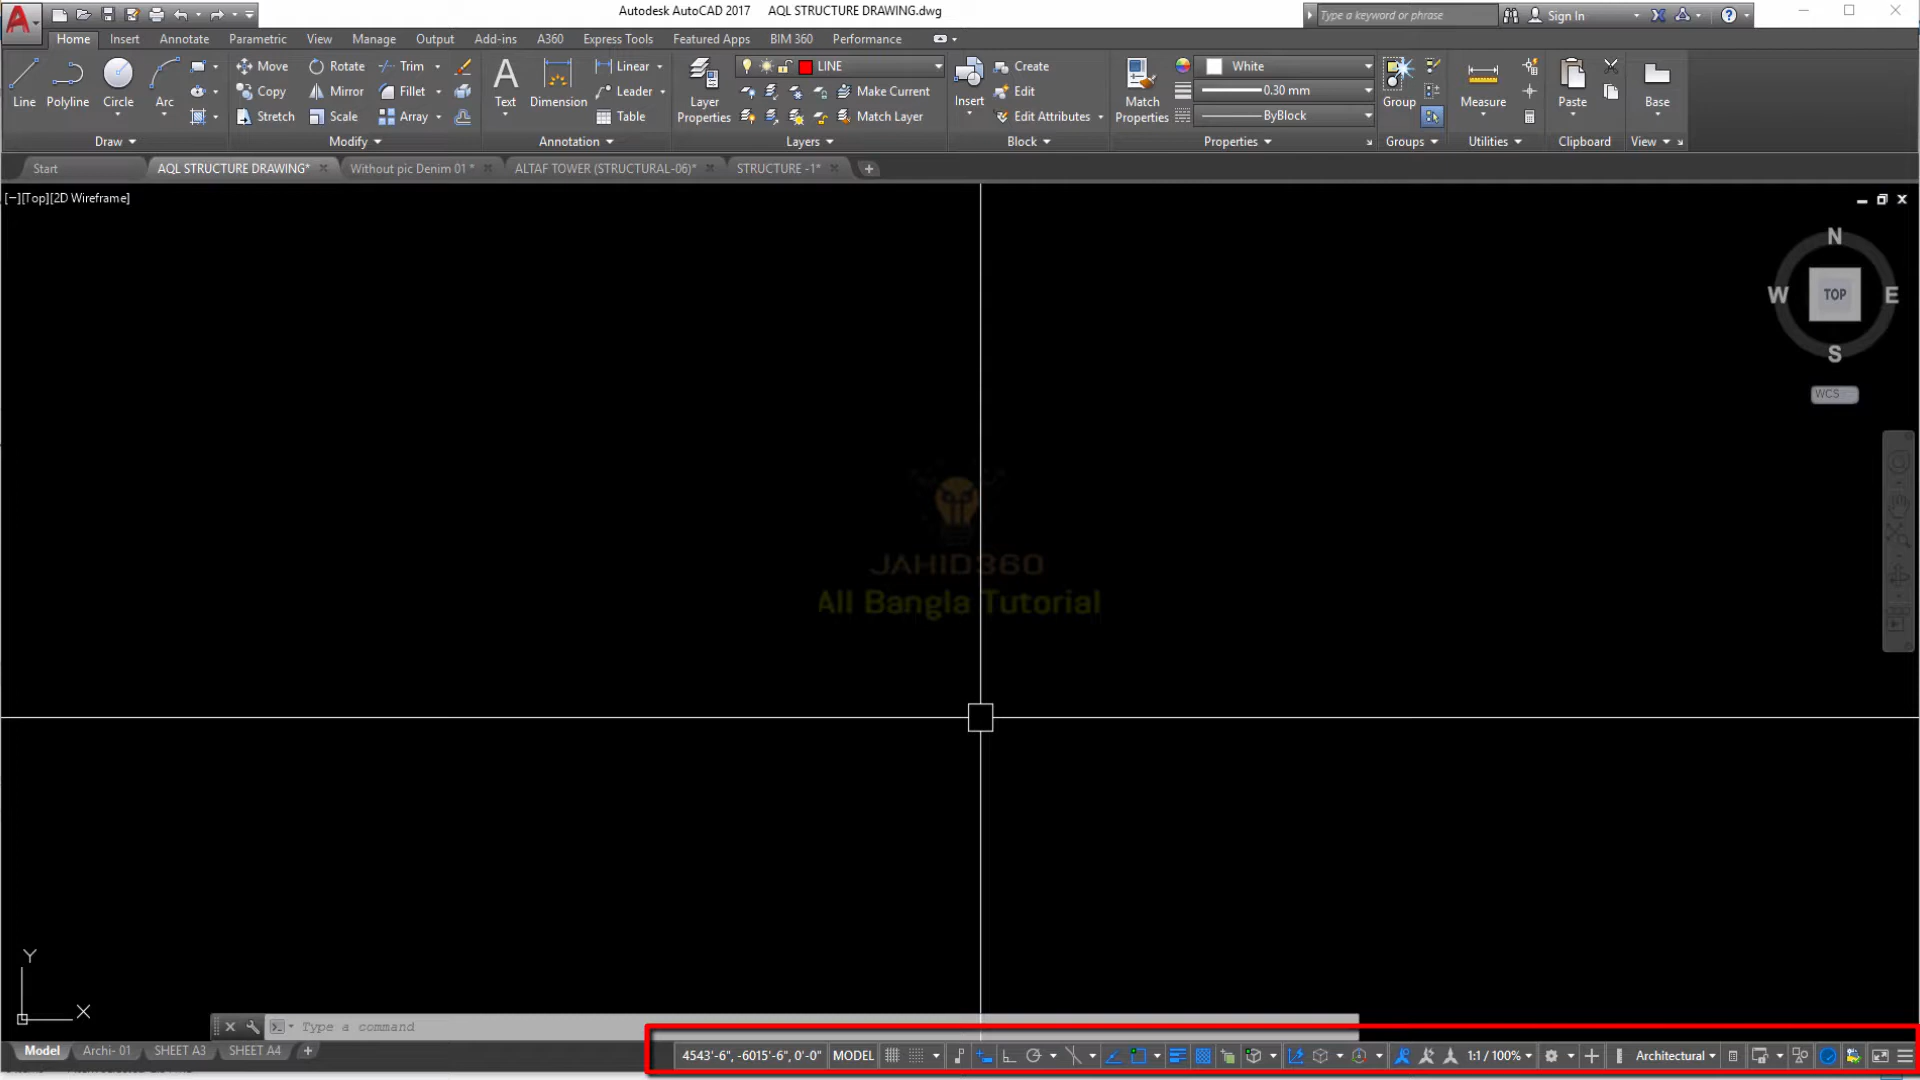 Autodesk AutoCAD 2017 AQL STRUCTURE DRAWING.dwg
Type a keyword or phrase
Sign In
Home Insert Annotate Parametric View Manage Output Add-ins A360 Express Tools Featured Apps BIM 360 Performance
Line Polyline Circle Arc
Move Rotate Trim
Copy Mirror Fillet
Stretch Scale Array
Text Dimension
Linear
Leader
Table
Layer Properties
LINE
Make Current
Match Layer
Insert
Create
Edit
Edit Attributes
Match Properties
White
0.30 mm
ByBlock
Group
Measure
Paste
Base
Draw Modify Annotation Layers Block Properties Groups Utilities Clipboard View
Start AQL STRUCTURE DRAWING* Without pic Denim 01* ALTAF TOWER (STRUCTURAL-06)* STRUCTURE -1*
[−][Top][2D Wireframe]
N
W TOP E
S
WCS
JAHID360
All Bangla Tutorial
Y
X
Type a command
Model Archi- 01 SHEET A3 SHEET A4
4543'-6", -6015'-6", 0'-0" MODEL 1:1 / 100% Architectural